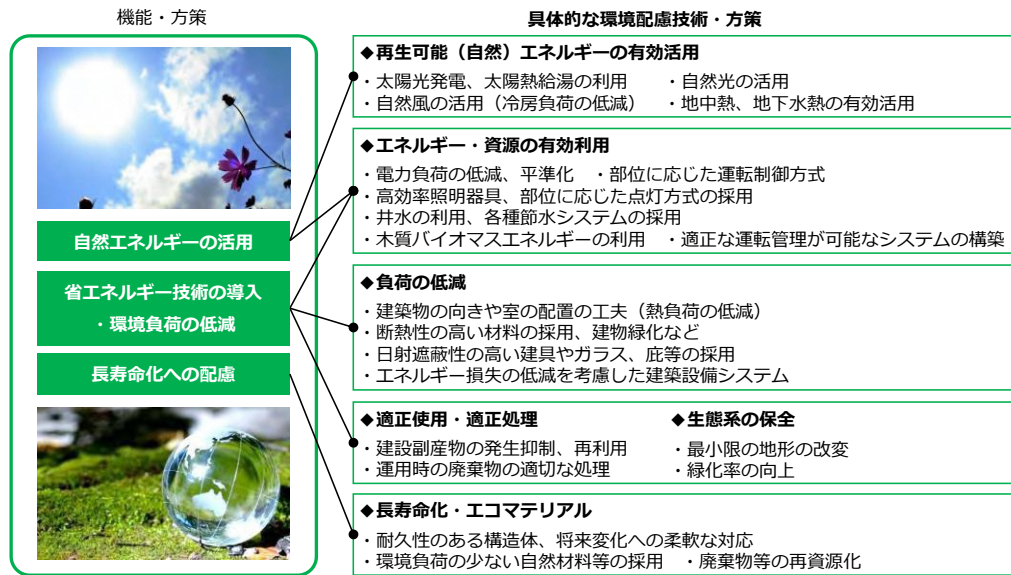 機能・方策
具体的な環境配慮技術・方策
自然エネルギーの活用
省エネルギー技術の導入
・環境負荷の低減
長寿命化への配慮
◆再生可能（自然）エネルギーの有効活用
・太陽光発電、太陽熱給湯の利用　・自然光の活用
・自然風の活用（冷房負荷の低減）　・地中熱、地下水熱の有効活用
◆エネルギー・資源の有効利用
・電力負荷の低減、平準化　・部位に応じた運転制御方式
・高効率照明器具、部位に応じた点灯方式の採用
・井水の利用、各種節水システムの採用
・木質バイオマスエネルギーの利用　・適正な運転管理が可能なシステムの構築
◆負荷の低減
・建築物の向きや室の配置の工夫（熱負荷の低減）
・断熱性の高い材料の採用、建物緑化など
・日射遮蔽性の高い建具やガラス、庇等の採用
・エネルギー損失の低減を考慮した建築設備システム
◆適正使用・適正処理
・建設副産物の発生抑制、再利用
・運用時の廃棄物の適切な処理
◆生態系の保全
・最小限の地形の改変
・緑化率の向上
◆長寿命化・エコマテリアル
・耐久性のある構造体、将来変化への柔軟な対応
・環境負荷の少ない自然材料等の採用　・廃棄物等の再資源化